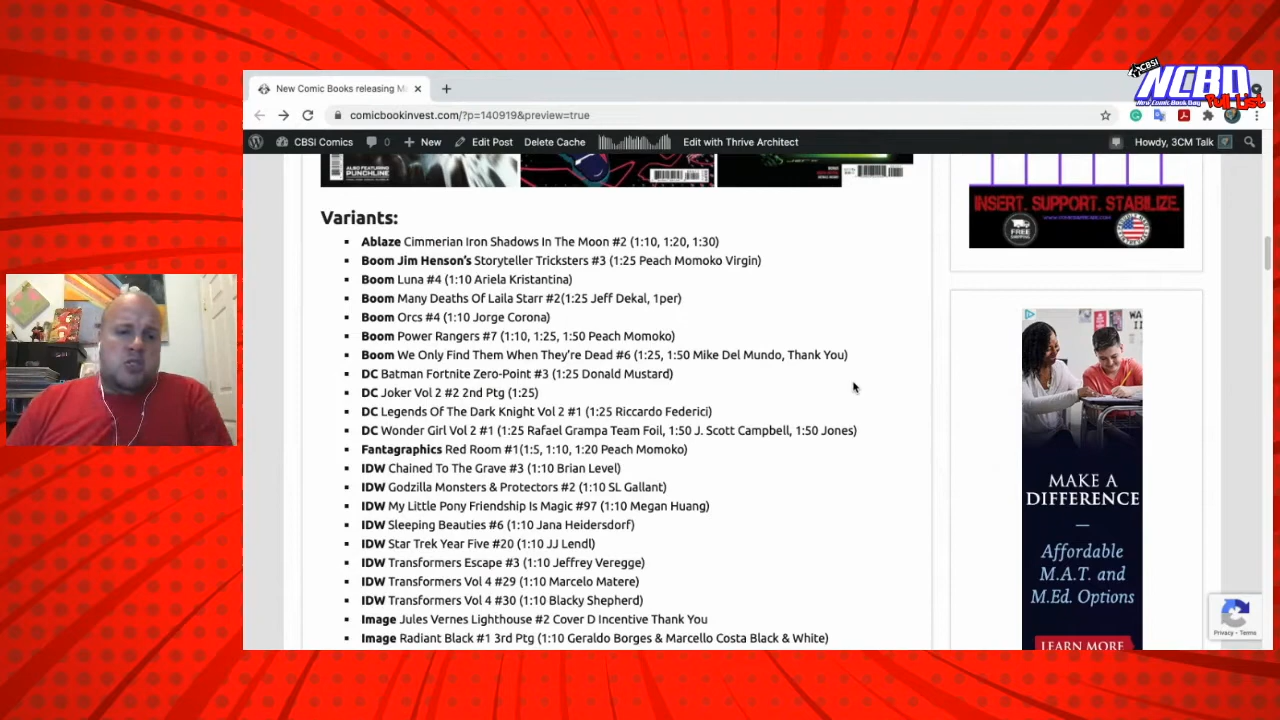 CBSI
NCBD
New Comic Book Day
Pull List
New Comic Books releasing M
comicbookinvest.com/?p=140919&preview=true
CBSI Comics 0 New Edit Post Delete Cache Edit with Thrive Architect Howdy, 3CM Talk
ALSO FEATURING
PUNCHLINE
INSERT. SUPPORT. STABILIZE.
FREE
Variants:
Ablaze Cimmerian Iron Shadows In The Moon #2 (1:10, 1:20, 1:30)
Boom Jim Henson's Storyteller Tricksters #3 (1:25 Peach Momoko Virgin)
Boom Luna #4 (1:10 Ariela Kristantina)
Boom Many Deaths Of Laila Starr #2(1:25 Jeff Dekal, 1per)
Boom Orcs #4 (1:10 Jorge Corona)
Boom Power Rangers #7 (1:10, 1:25, 1:50 Peach Momoko)
Boom We Only Find Them When They're Dead #6 (1:25, 1:50 Mike Del Mundo, Thank You)
DC Batman Fortnite Zero-Point #3 (1:25 Donald Mustard)
DC Joker Vol 2 #2 2nd Ptg (1:25)
DC Legends Of The Dark Knight Vol 2 #1 (1:25 Riccardo Federici)
DC Wonder Girl Vol 2 #1 (1:25 Rafael Grampa Team Foil, 1:50 J. Scott Campbell, 1:50 Jones)
Fantagraphics Red Room #1(1:5, 1:10, 1:20 Peach Momoko)
IDW Chained To The Grave #3 (1:10 Brian Level)
IDW Godzilla Monsters & Protectors #2 (1:10 SL Gallant)
IDW My Little Pony Friendship Is Magic #97 (1:10 Megan Huang)
IDW Sleeping Beauties #6 (1:10 Jana Heidersdorf)
IDW Star Trek Year Five #20 (1:10 JJ Lendl)
IDW Transformers Escape #3 (1:10 Jeffrey Veregge)
IDW Transformers Vol 4 #29 (1:10 Marcelo Matere)
IDW Transformers Vol 4 #30 (1:10 Blacky Shepherd)
Image Jules Vernes Lighthouse #2 Cover D Incentive Thank You
Image Radiant Black #1 3rd Ptg (1:10 Geraldo Borges & Marcello Costa Black & White)
MAKE A
DIFFERENCE
Affordable
M.A.T. and
M.Ed. Options
LEARN MORE
Privacy - Terms